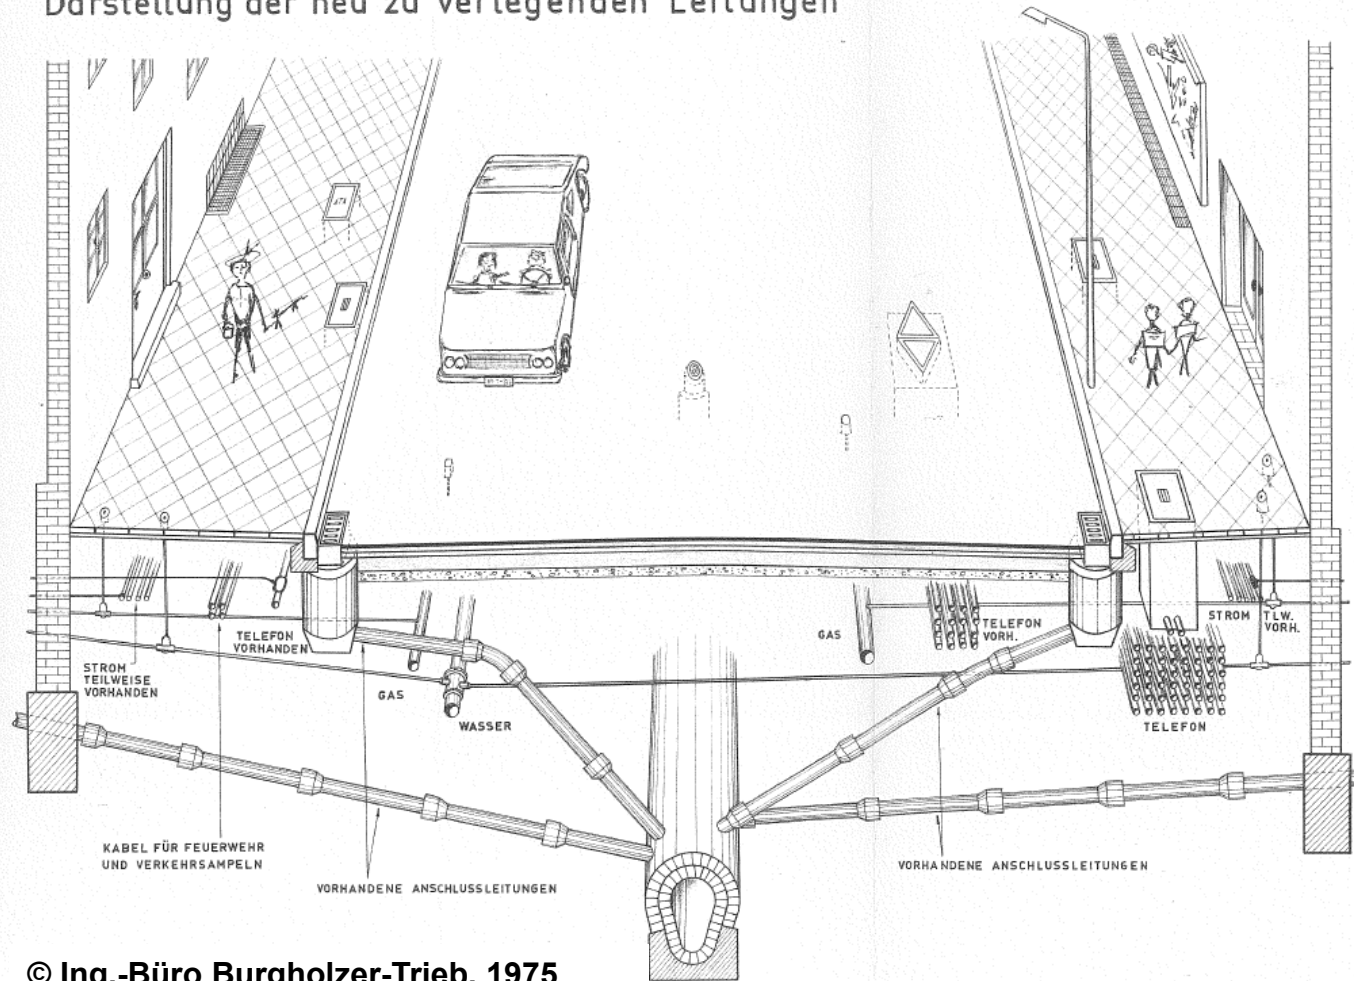 Darstellung der neu zu verlegenden Leitungen
TELEFON
VORHANDEN
STROM
TEILWEISE
VORHANDEN
GAS
WASSER
GAS
TELEFON
VORH.
STROM
TLW.
VORH.
TELEFON
KABEL FÜR FEUERWEHR
UND VERKEHRSAMPELN
VORHANDENE ANSCHLUSSLEITUNGEN
VORHANDENE ANSCHLUSSLEITUNGEN
© Ing.-Büro Burgholzer-Trieb, 1975